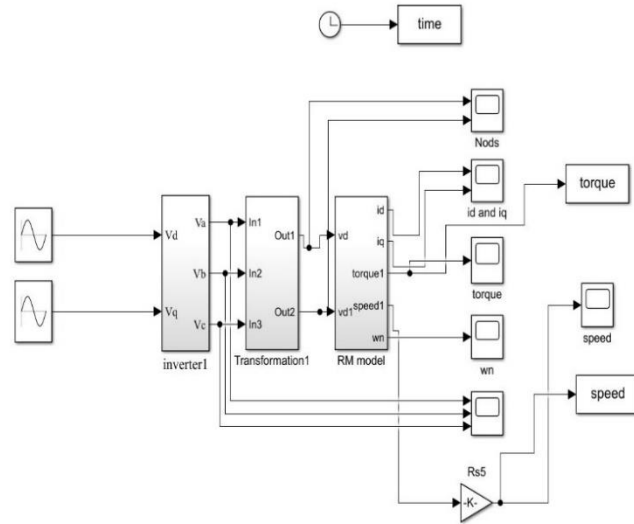 time
Nods
id and iq
torque
torque
wn
speed
speed
Vd
Vq
Va
Vb
Vc
inverter1
In1
In2
In3
Out1
Out2
Transformation1
vd
vd1
id
iq
torque1
speed1
wn
RM model
Rs5
-K-